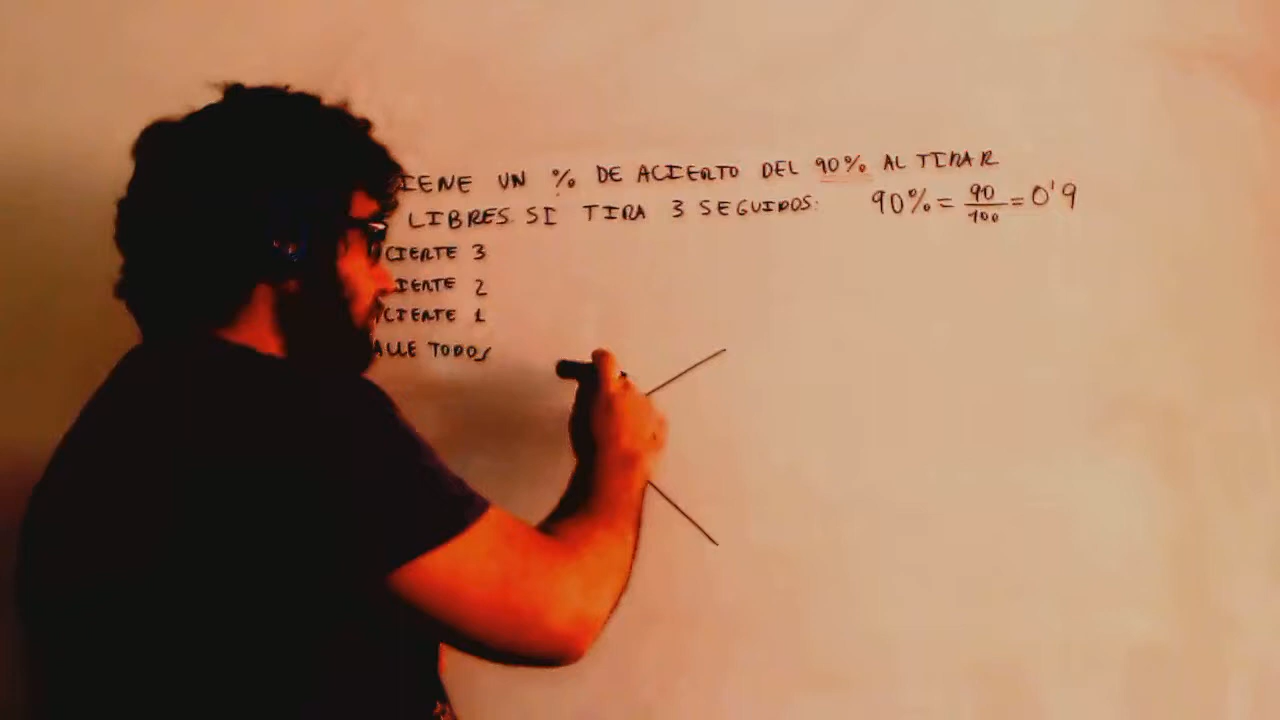 IENE UN % DE ACIERTO DEL 90% AL TIRAR
LIBRES. SI TIRA 3 SEGUIDOS: 90% = 90/100 = 0'9
CIERTE 3
IERTE 2
CIERTE 1
ALLE TODOS